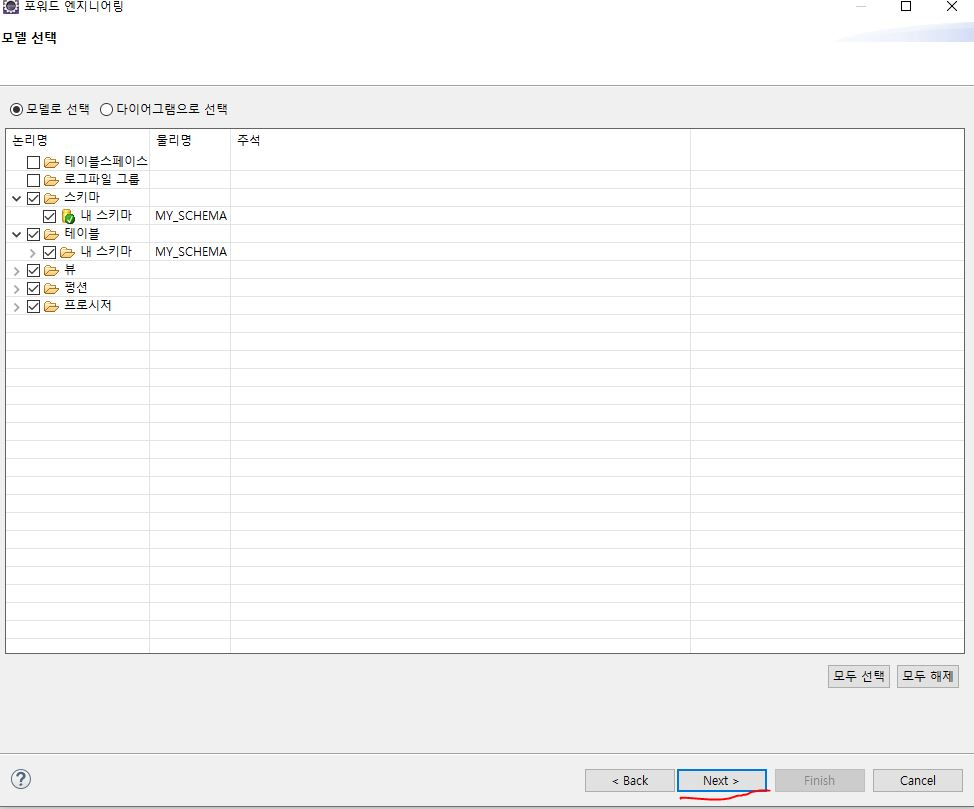 포워드 엔지니어링
모델 선택
모델로 선택 다이어그램으로 선택
논리명 물리명 주석
테이블스페이스
로그파일 그룹
스키마
내 스키마 MY_SCHEMA
테이블
내 스키마 MY_SCHEMA
뷰
펑션
프로시저
모두 선택 모두 해제
? < Back Next > Finish Cancel